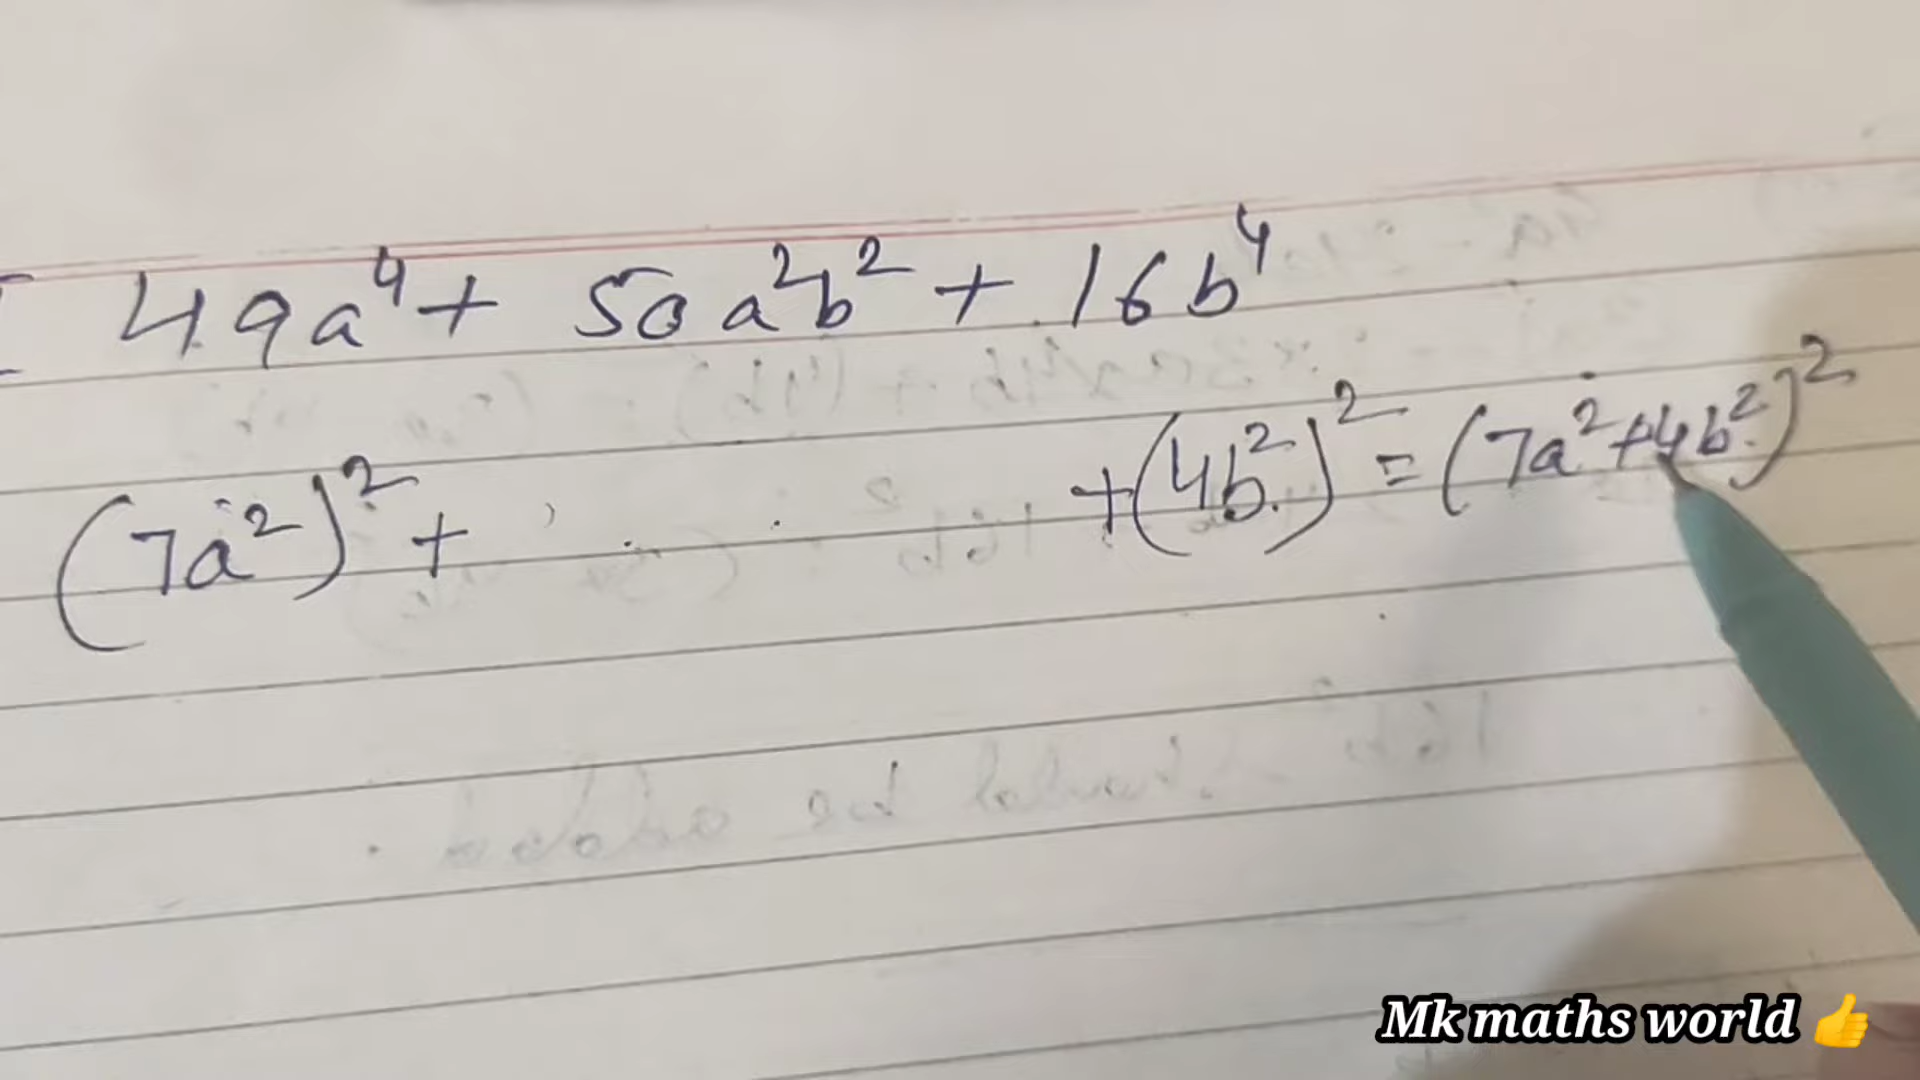 49a⁴ + 50a²b² + 16b⁴
(7a²)² + +(4b²)² = (7a²+4b²)²
Mk maths world 👍